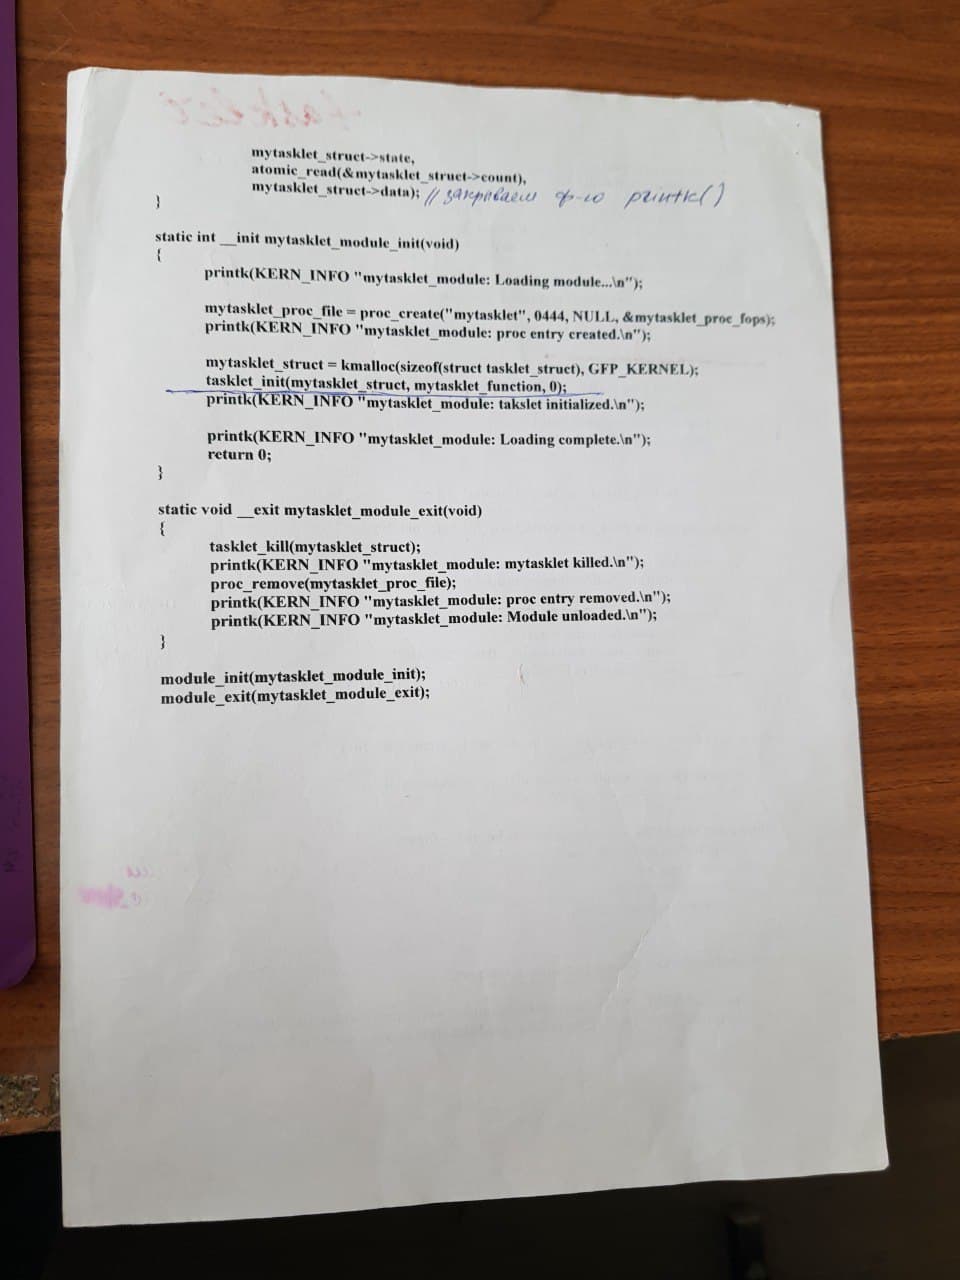 mytasklet_struct->state,
atomic_read(&mytasklet_struct->count),
mytasklet_struct->data); // закрываем ф-ю printk()
}
static int __init mytasklet_module_init(void)
{
printk(KERN_INFO "mytasklet_module: Loading module...\n");
mytasklet_proc_file = proc_create("mytasklet", 0444, NULL, &mytasklet_proc_fops);
printk(KERN_INFO "mytasklet_module: proc entry created.\n");
mytasklet_struct = kmalloc(sizeof(struct tasklet_struct), GFP_KERNEL);
tasklet_init(mytasklet_struct, mytasklet_function, 0);
printk(KERN_INFO "mytasklet_module: takslet initialized.\n");
printk(KERN_INFO "mytasklet_module: Loading complete.\n");
return 0;
}
static void __exit mytasklet_module_exit(void)
{
tasklet_kill(mytasklet_struct);
printk(KERN_INFO "mytasklet_module: mytasklet killed.\n");
proc_remove(mytasklet_proc_file);
printk(KERN_INFO "mytasklet_module: proc entry removed.\n");
printk(KERN_INFO "mytasklet_module: Module unloaded.\n");
}
module_init(mytasklet_module_init);
module_exit(mytasklet_module_exit);